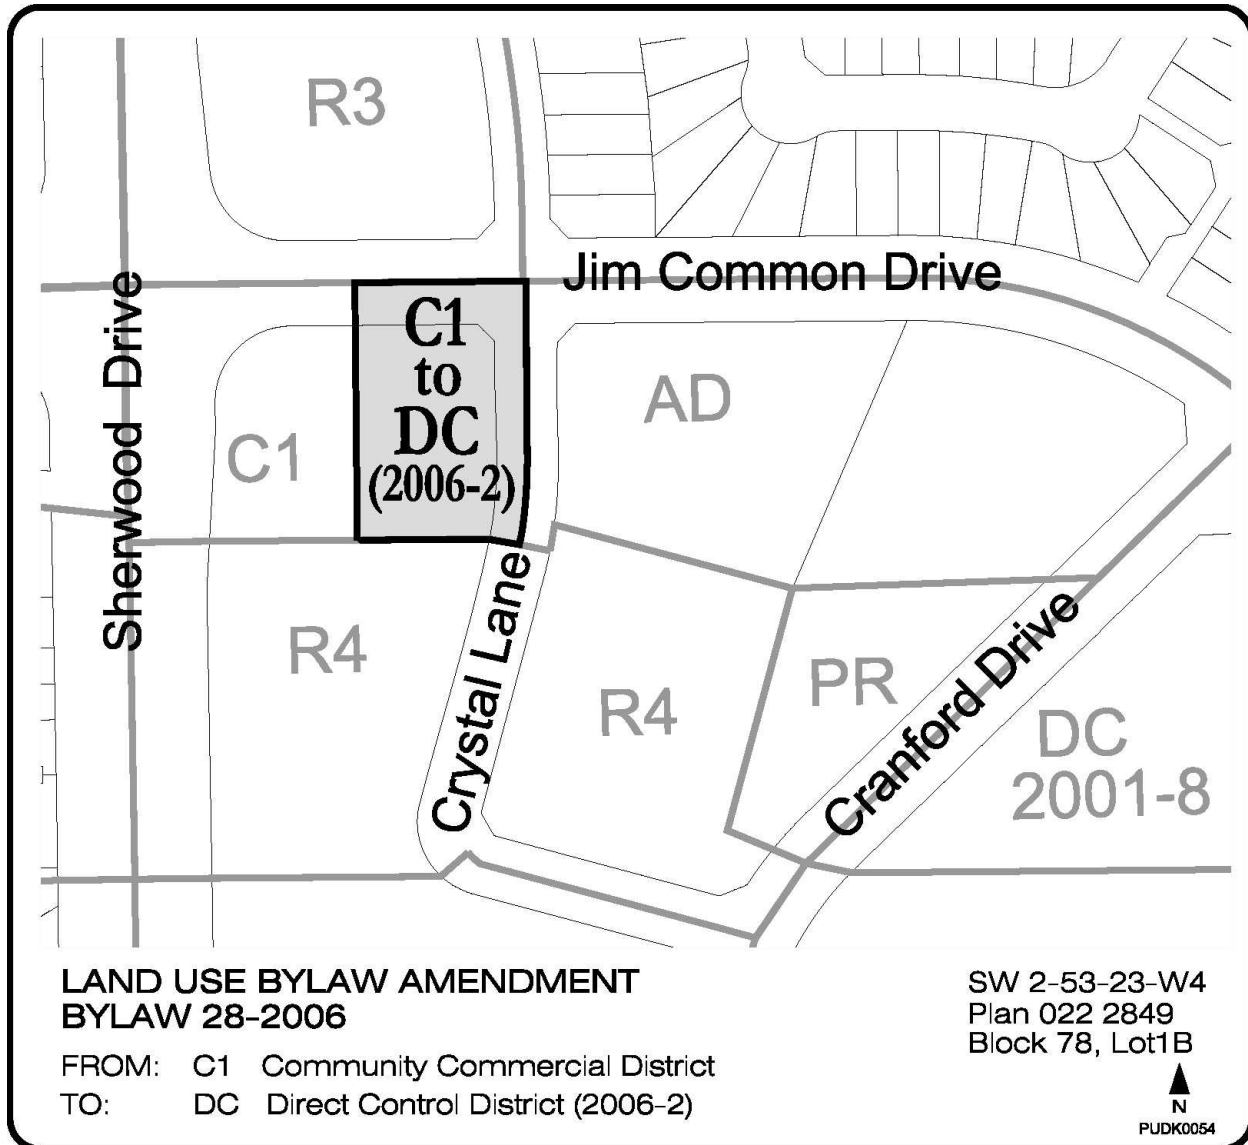 R3
Jim Common Drive
Sherwood Drive
C1
to
DC
(2006-2)
C1
AD
R4
Crystal Lane
R4
PR
Cranford Drive
DC
2001-8
LAND USE BYLAW AMENDMENT
BYLAW 28-2006
FROM: C1 Community Commercial District
TO: DC Direct Control District (2006-2)
SW 2-53-23-W4
Plan 022 2849
Block 78, Lot1B
N
PUDK0054